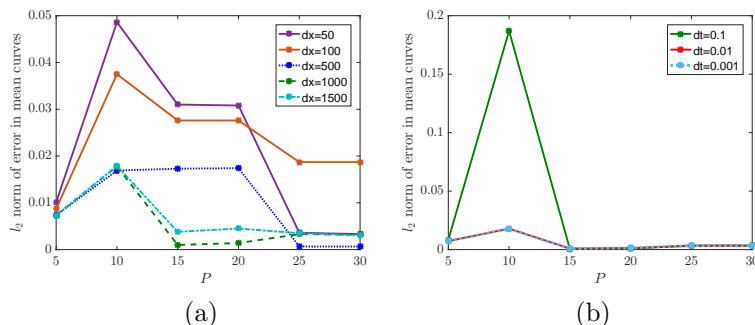 0.05
0.04
0.03
0.02
0.01
0
5
10
15
20
25
30
P
l2 norm of error in mean curves
dx=50
dx=100
dx=500
dx=1000
dx=1500
(a)
0.2
0.15
0.1
0.05
0
5
10
15
20
25
30
P
l2 norm of error in mean curves
dt=0.1
dt=0.01
dt=0.001
(b)